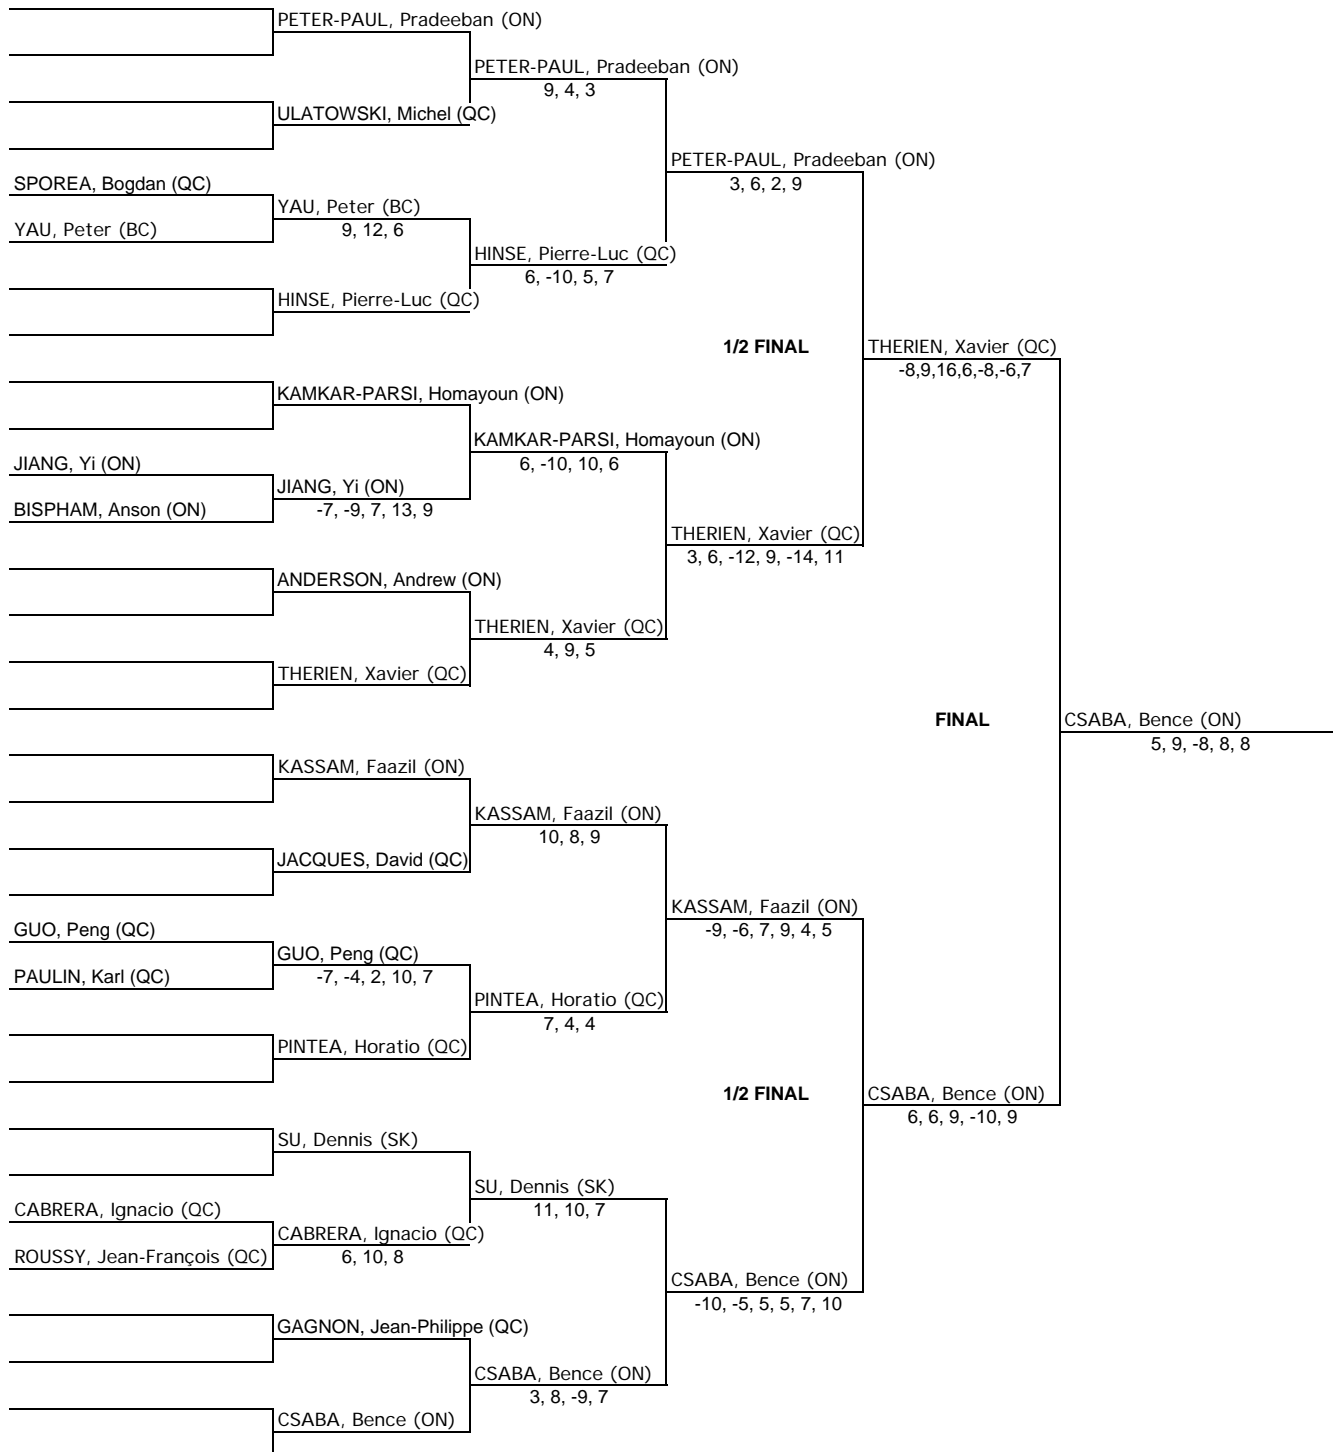 PETER-PAUL, Pradeeban (ON)
PETER-PAUL, Pradeeban (ON)
9, 4, 3
ULATOWSKI, Michel (QC)
PETER-PAUL, Pradeeban (ON)
3, 6, 2, 9
SPOREA, Bogdan (QC)
YAU, Peter (BC)
YAU, Peter (BC)
9, 12, 6
HINSE, Pierre-Luc (QC)
6, -10, 5, 7
HINSE, Pierre-Luc (QC)
1/2 FINAL
THERIEN, Xavier (QC)
-8,9,16,6,-8,-6,7
KAMKAR-PARSI, Homayoun (ON)
KAMKAR-PARSI, Homayoun (ON)
6, -10, 10, 6
JIANG, Yi (ON)
JIANG, Yi (ON)
BISPHAM, Anson (ON)
-7, -9, 7, 13, 9
THERIEN, Xavier (QC)
3, 6, -12, 9, -14, 11
ANDERSON, Andrew (ON)
THERIEN, Xavier (QC)
4, 9, 5
THERIEN, Xavier (QC)
FINAL
CSABA, Bence (ON)
5, 9, -8, 8, 8
KASSAM, Faazil (ON)
KASSAM, Faazil (ON)
10, 8, 9
JACQUES, David (QC)
KASSAM, Faazil (ON)
-9, -6, 7, 9, 4, 5
GUO, Peng (QC)
GUO, Peng (QC)
PAULIN, Karl (QC)
-7, -4, 2, 10, 7
PINTEA, Horatio (QC)
7, 4, 4
PINTEA, Horatio (QC)
1/2 FINAL
CSABA, Bence (ON)
6, 6, 9, -10, 9
SU, Dennis (SK)
SU, Dennis (SK)
11, 10, 7
CABRERA, Ignacio (QC)
CABRERA, Ignacio (QC)
ROUSSY, Jean-François (QC)
6, 10, 8
CSABA, Bence (ON)
-10, -5, 5, 5, 7, 10
GAGNON, Jean-Philippe (QC)
CSABA, Bence (ON)
3, 8, -9, 7
CSABA, Bence (ON)